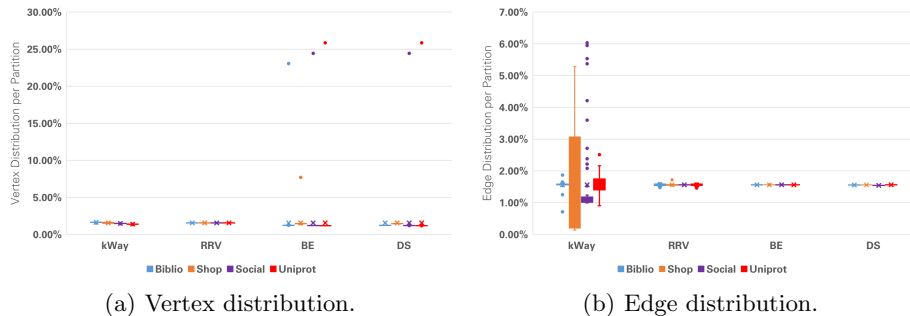 30.00%
25.00%
20.00%
15.00%
10.00%
5.00%
0.00%
Vertex Distribution per Partition
kWay RRV BE DS
Biblio Shop Social Uniprot
(a) Vertex distribution.
7.00%
6.00%
5.00%
4.00%
3.00%
2.00%
1.00%
0.00%
Edge Distribution per Partition
kWay RRV BE DS
Biblio Shop Social Uniprot
(b) Edge distribution.